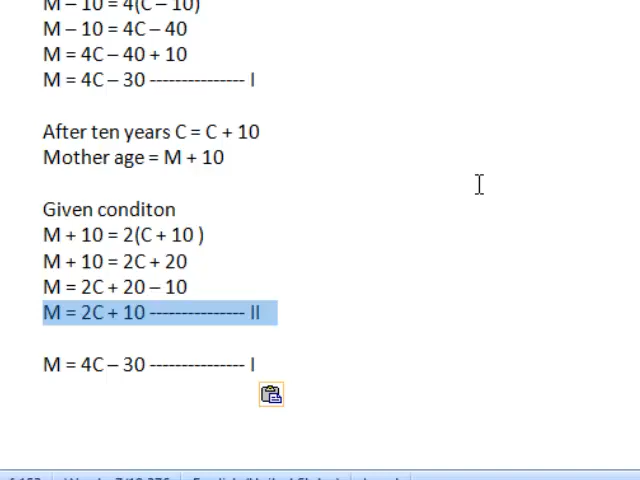 M – 10 = 4(C – 10)
M – 10 = 4C – 40
M = 4C – 40 + 10
M = 4C – 30 --------------- I
After ten years C = C + 10
Mother age = M + 10
Given conditon
M + 10 = 2(C + 10 )
M + 10 = 2C + 20
M = 2C + 20 – 10
M = 2C + 10 --------------- II
M = 4C – 30 --------------- I